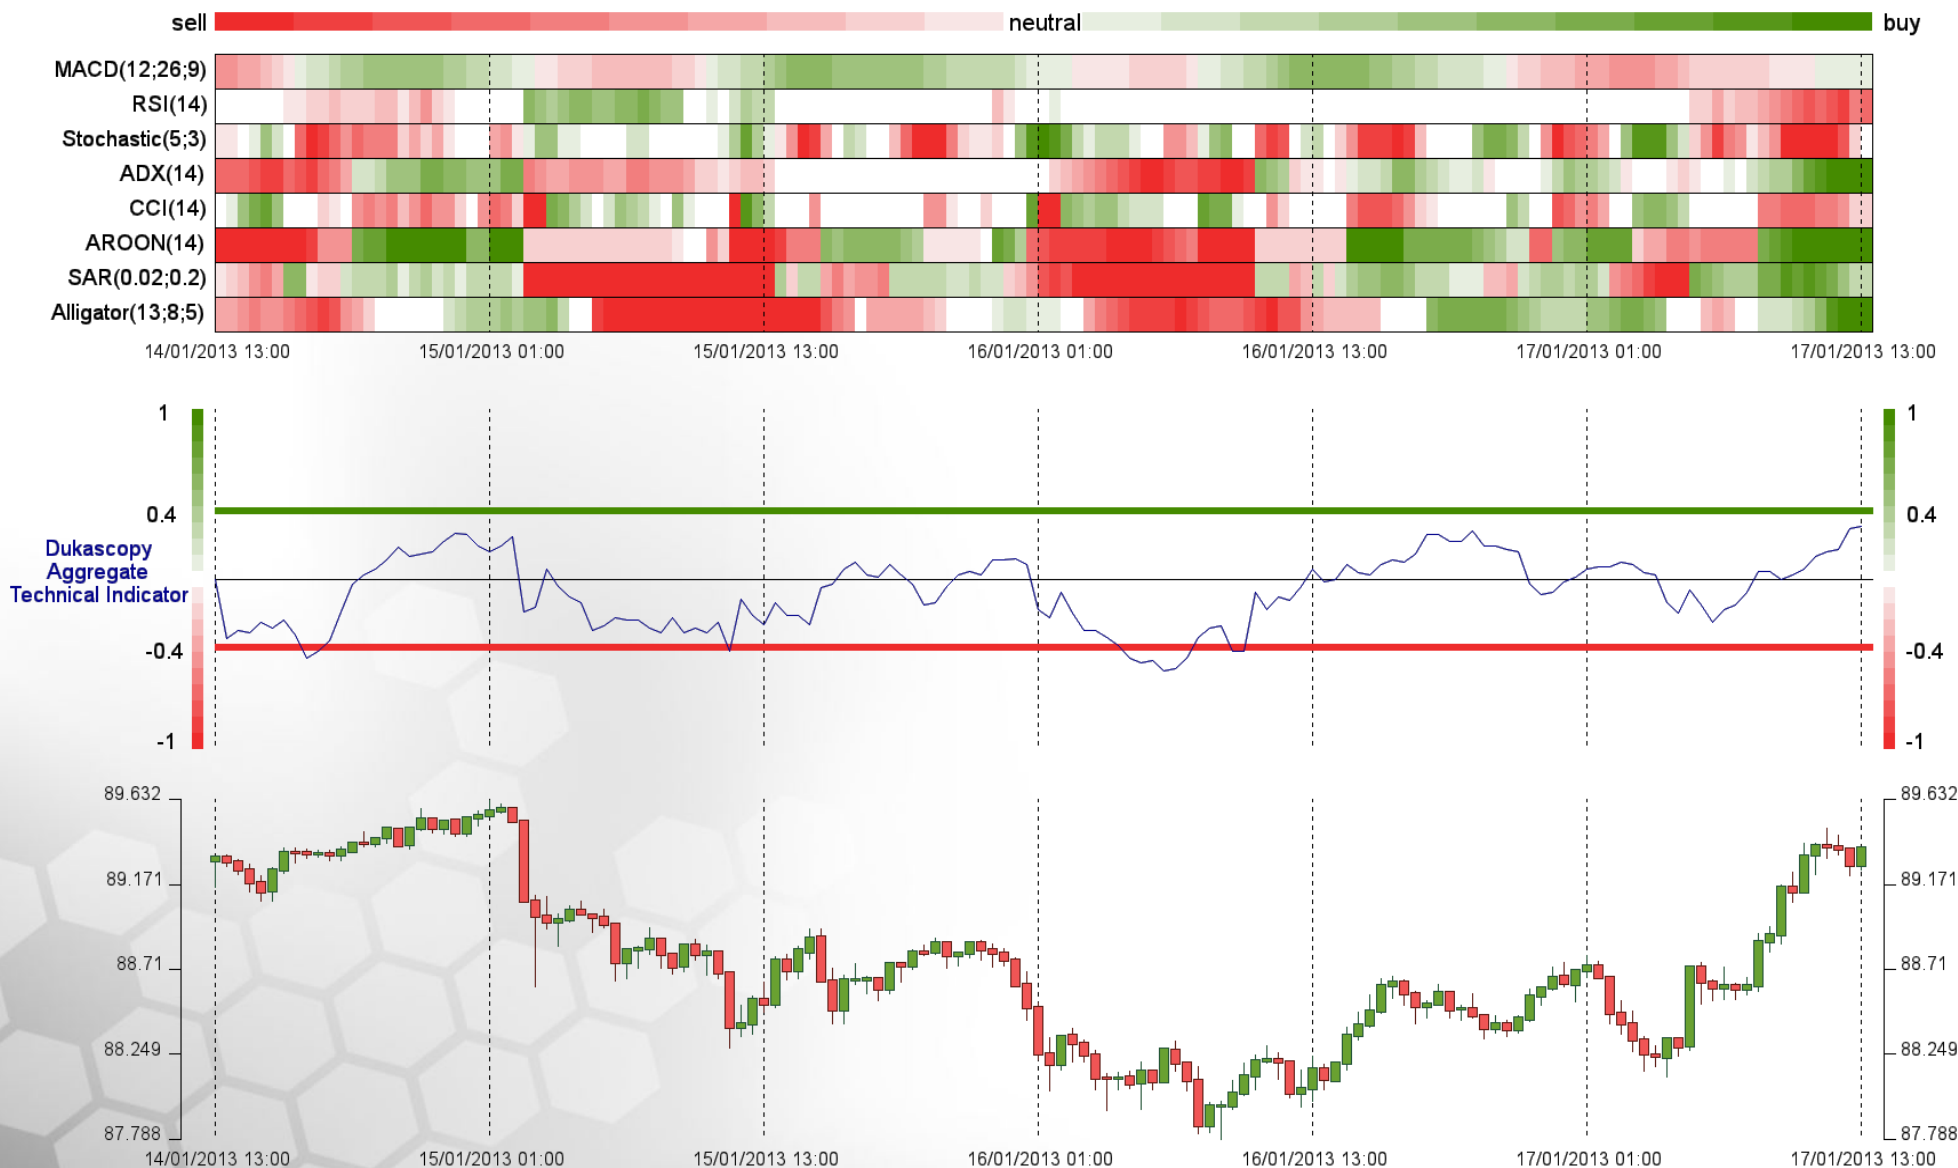 sell neutral buy
MACD(12;26;9)
RSI(14)
Stochastic(5;3)
ADX(14)
CCI(14)
AROON(14)
SAR(0.02;0.2)
Alligator(13;8;5)
14/01/2013 13:00 15/01/2013 01:00 15/01/2013 13:00 16/01/2013 01:00 16/01/2013 13:00 17/01/2013 01:00 17/01/2013 13:00
1 1
0.4 0.4
Dukascopy
Aggregate
Technical Indicator
-0.4 -0.4
-1 -1
89.632 89.632
89.171 89.171
88.71 88.71
88.249 88.249
87.788 87.788
14/01/2013 13:00 15/01/2013 01:00 15/01/2013 13:00 16/01/2013 01:00 16/01/2013 13:00 17/01/2013 01:00 17/01/2013 13:00